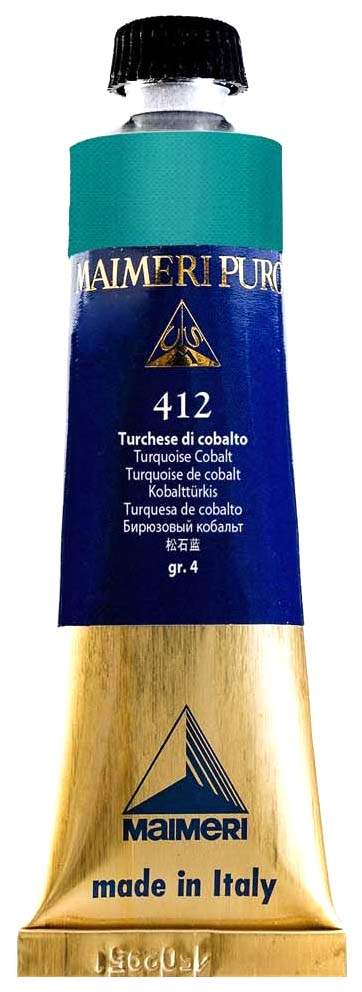 MAIMERI PURO
412
Turchese di cobalto
Turquoise Cobalt
Turquoise de cobalt
Kobalttürkis
Turquesa de cobalto
Бирюзовый кобальт
松石蓝
gr. 4
MAIMERI
made in Italy